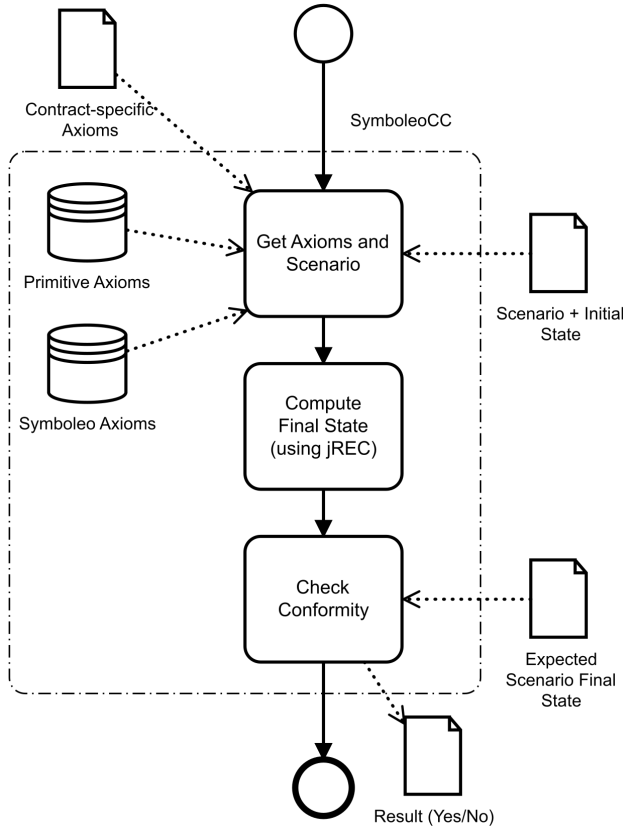 Contract-specific
Axioms
SymboleoCC
Primitive Axioms
Get Axioms and
Scenario
Scenario + Initial
State
Symboleo Axioms
Compute
Final State
(using jREC)
Check
Conformity
Expected
Scenario Final
State
Result (Yes/No)